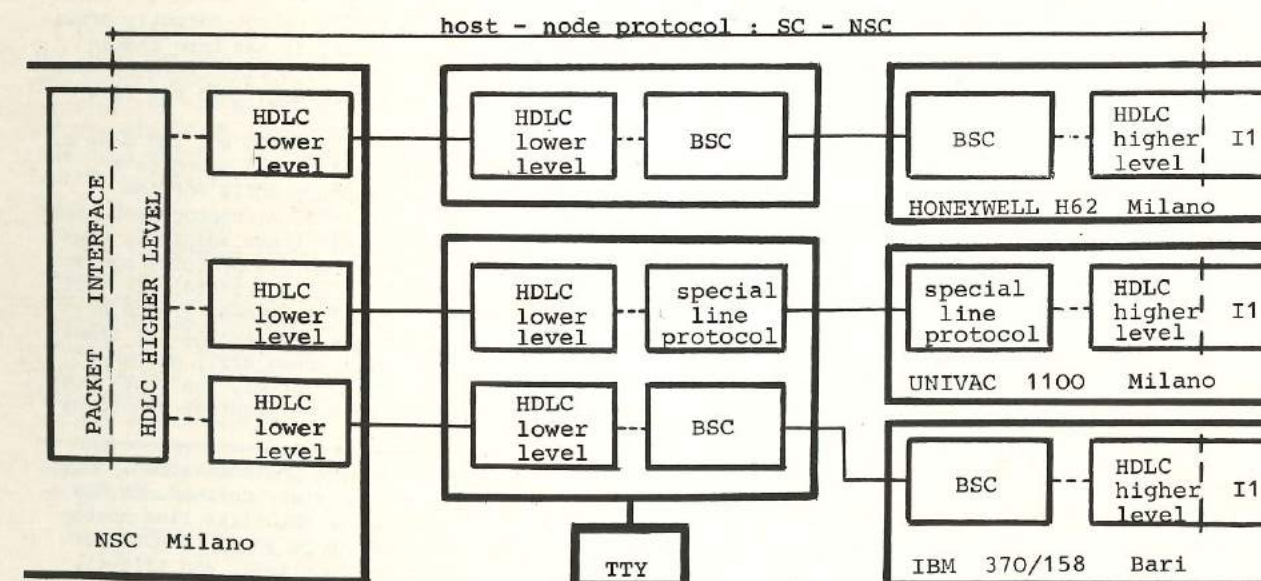 host - node protocol : SC - NSC
PACKET INTERFACE
HDLC HIGHER LEVEL
HDLC
lower
level
HDLC
lower
level
HDLC
lower
level
NSC Milano
HDLC
lower
level
BSC
HDLC
lower
level
special
line
protocol
HDLC
lower
level
BSC
TTY
BSC
HDLC
higher
level
I1
HONEYWELL H62 Milano
special
line
protocol
HDLC
higher
level
I1
UNIVAC 1100 Milano
BSC
HDLC
higher
level
I1
IBM 370/158 Bari